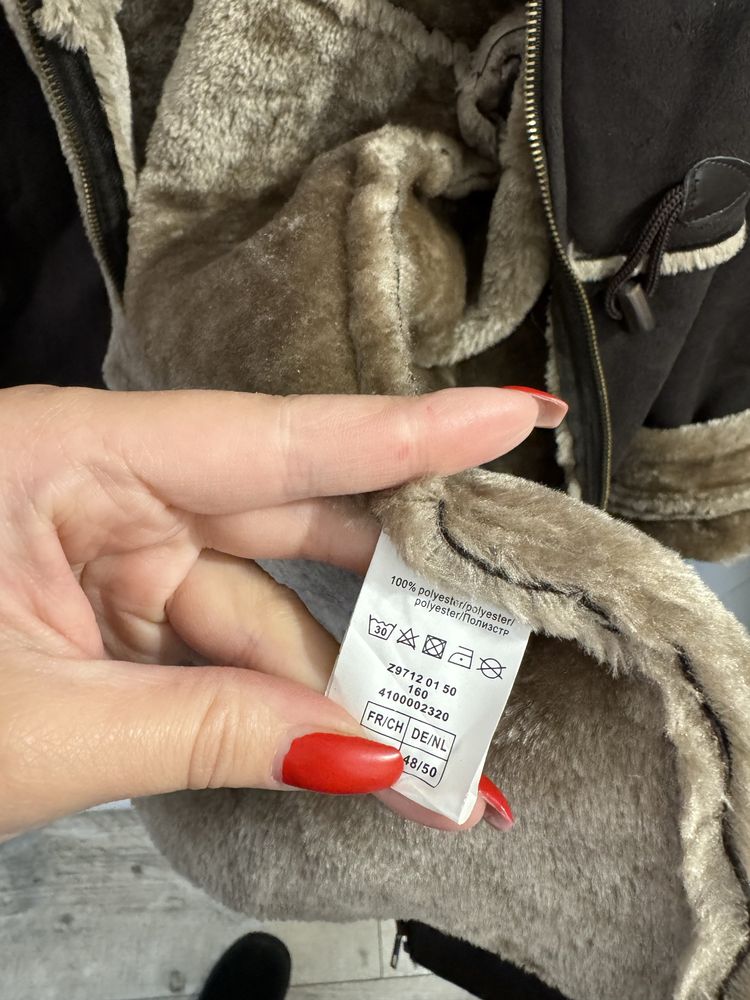 100% polyester/polyester/
polyester/Полиэстр
30
Z9712 01 50
160
4100002320
FR/CH DE/NL
48/50